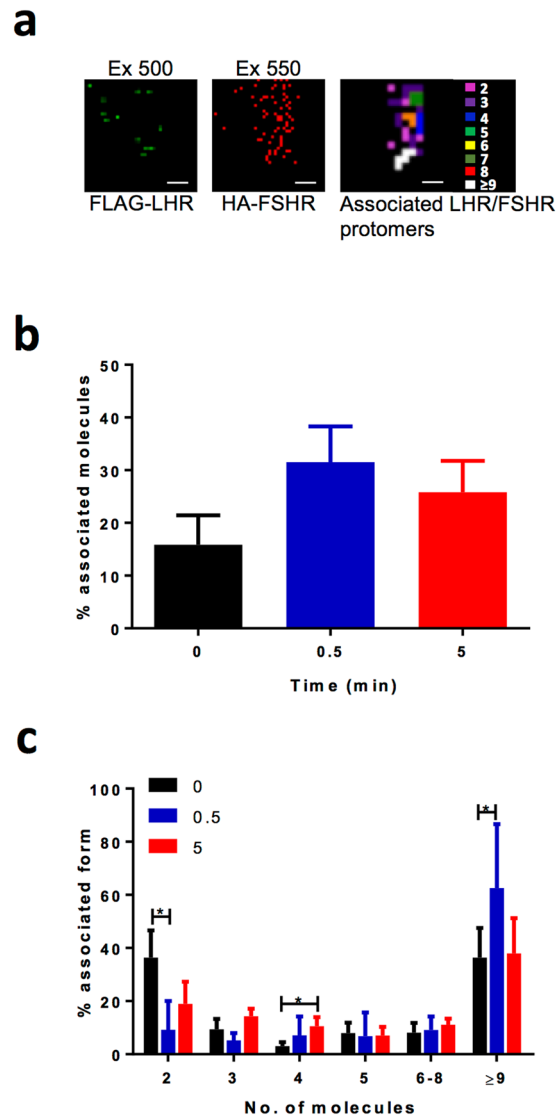 a
Ex 500
Ex 550
2
3
4
5
6
7
8
≥9
FLAG-LHR
HA-FSHR
Associated LHR/FSHR
protomers
b
% associated molecules
50
40
30
20
10
0
0
0.5
5
Time (min)
c
% associated form
100
80
60
40
20
0
0
0.5
5
*
*
*
2
3
4
5
6-8
≥9
No. of molecules